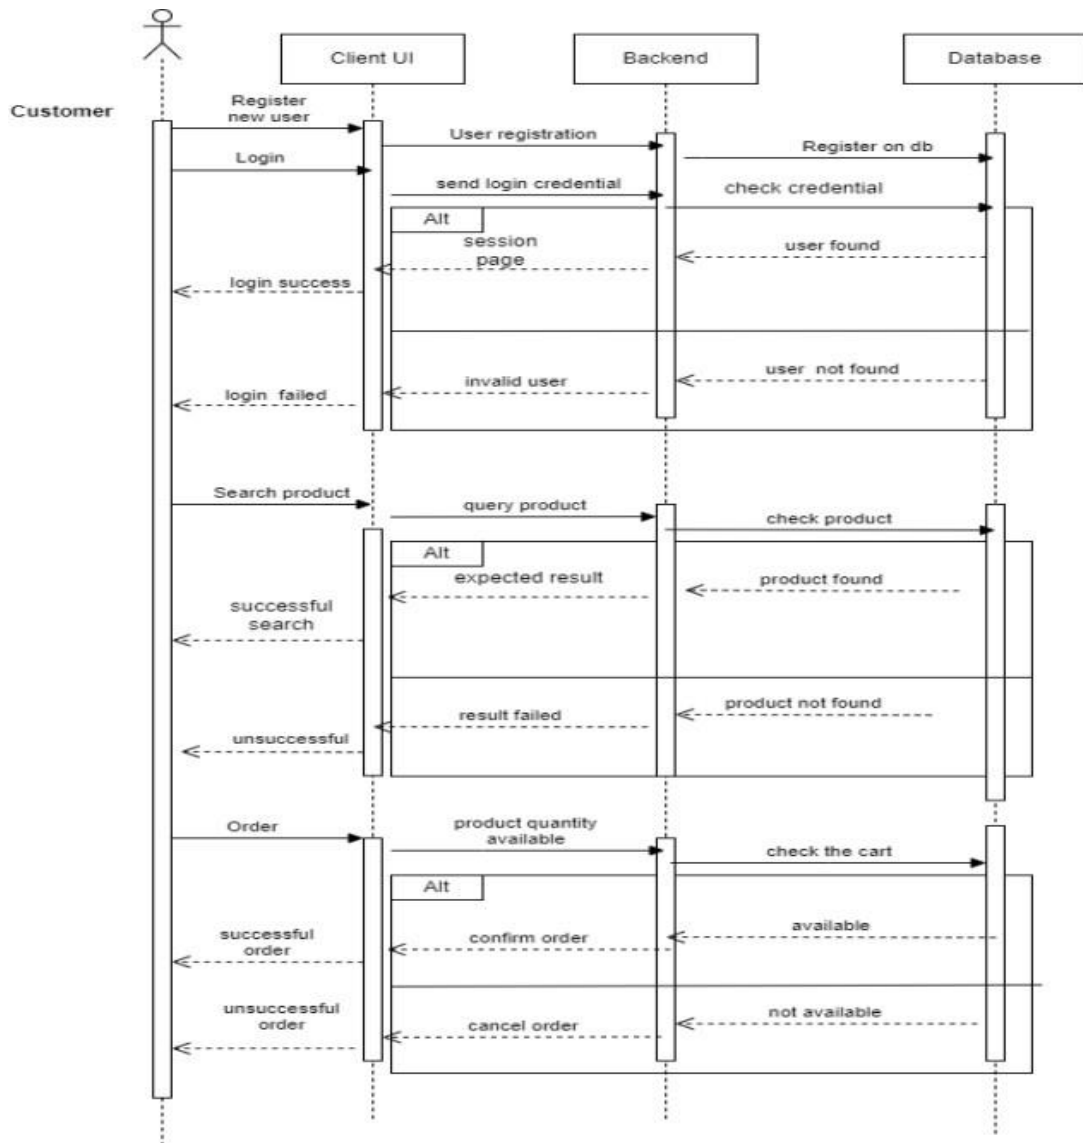 Client UI
Backend
Database
Customer
Register
new user
User registration
Register on db
Login
send login credential
check credential
Alt
session
page
user found
login success
user not found
invalid user
login failed
Search product
query product
check product
Alt
expected result
product found
successful
search
product not found
result failed
unsuccessful
Order
product quantity
available
check the cart
Alt
available
successful
order
confirm order
unsuccessful
order
not available
cancel order